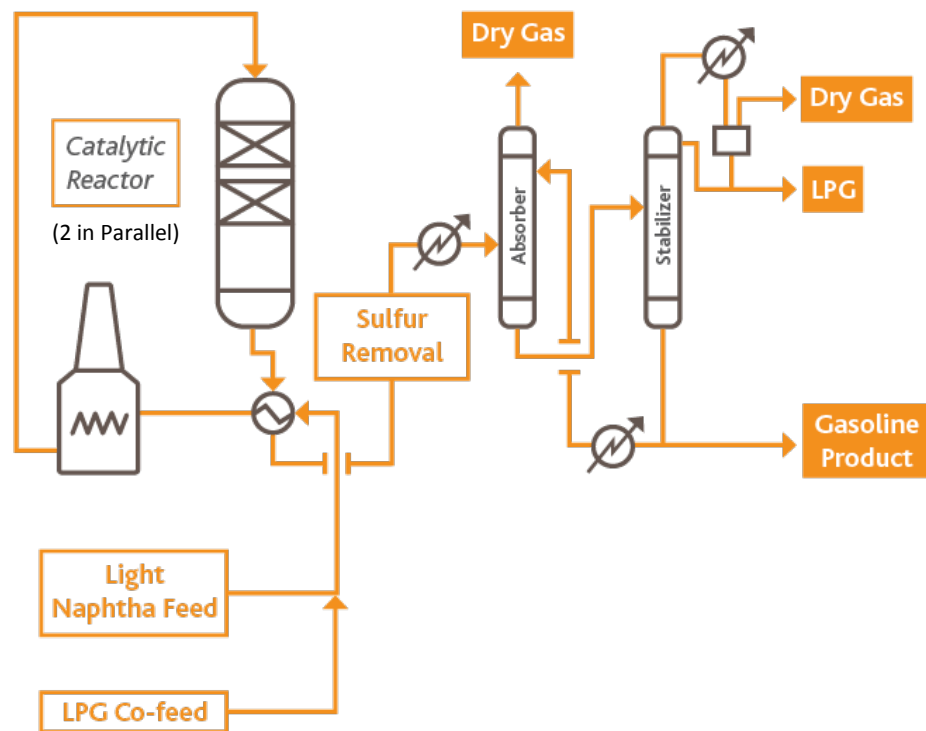 Dry Gas
Dry Gas
Catalytic
Reactor
(2 in Parallel)
Absorber
Stabilizer
LPG
Sulfur
Removal
Gasoline
Product
Light
Naphtha Feed
LPG Co-feed